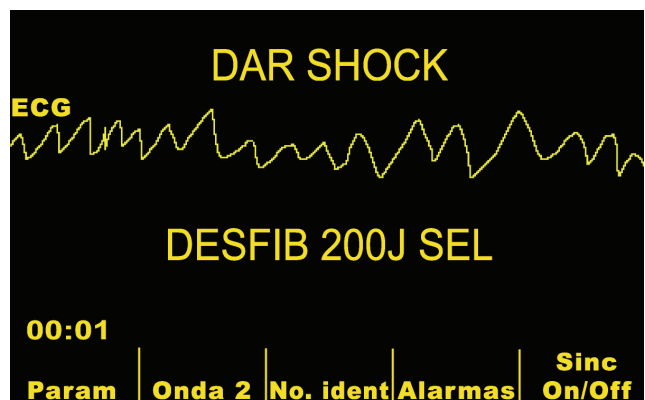 DAR SHOCK
ECG
DESFIB 200J SEL
00:01
Param Onda 2 No. ident Alarmas Sinc On/Off